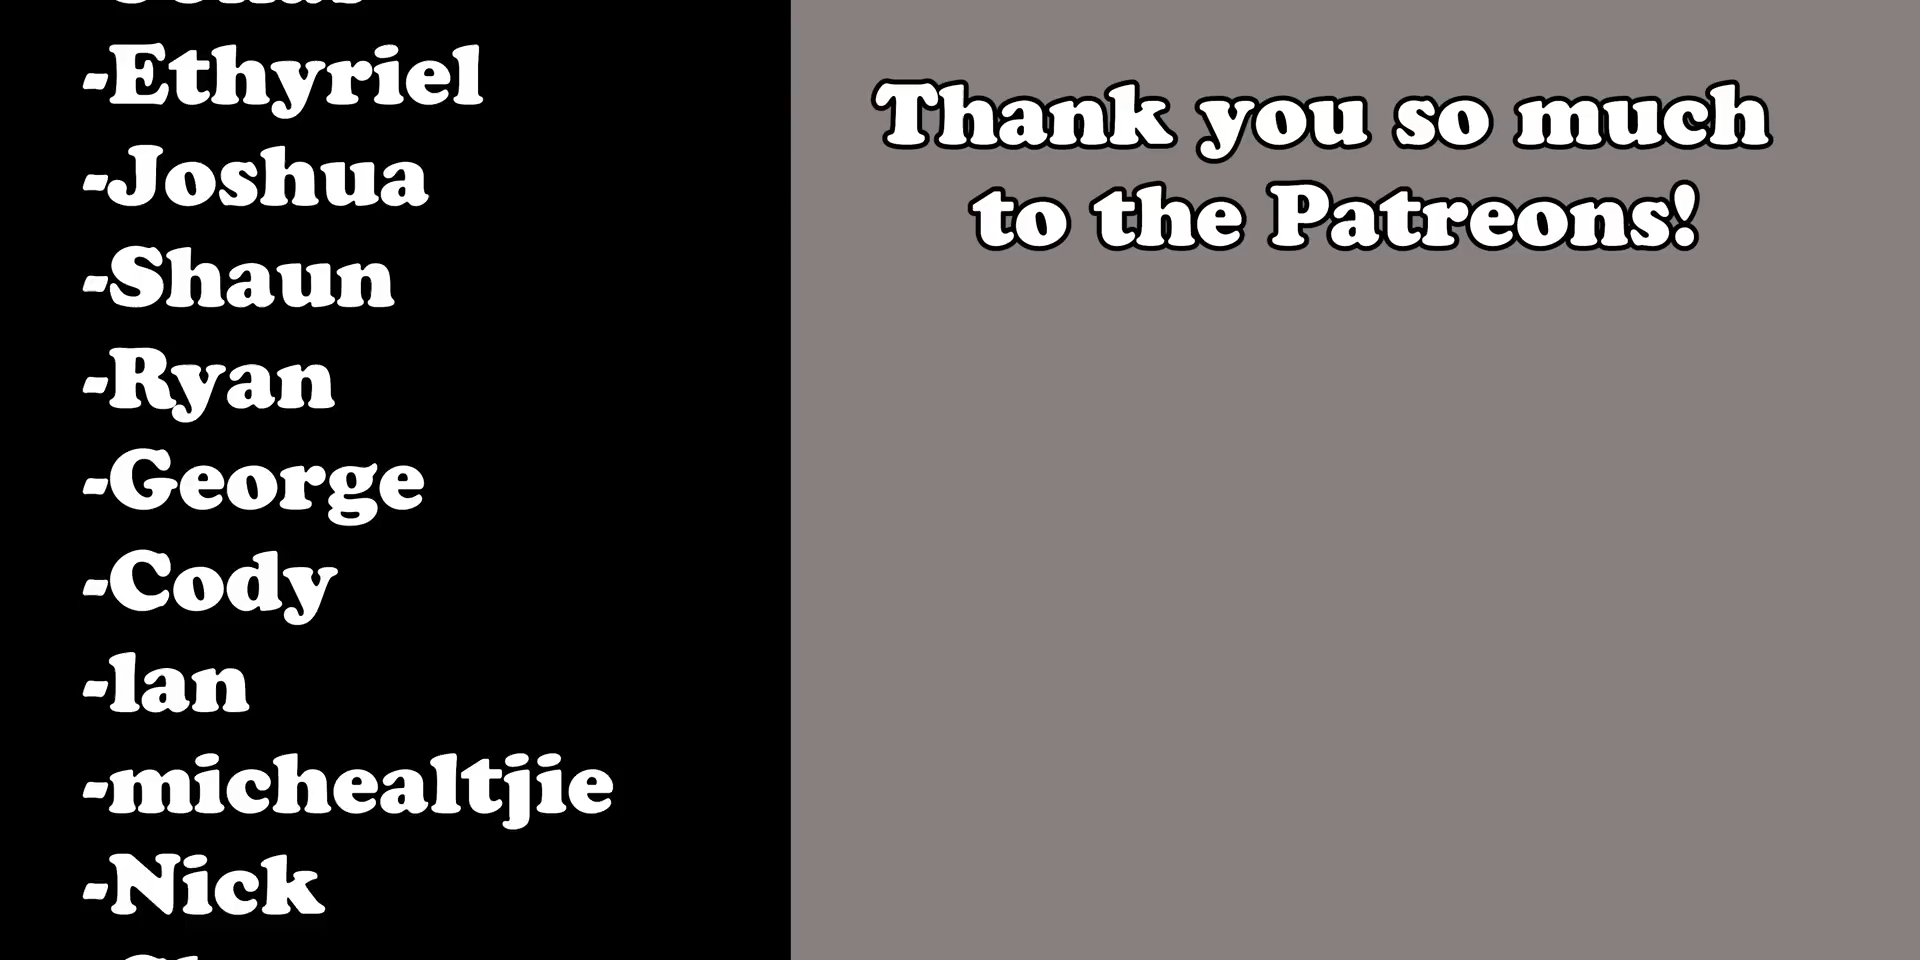 -Ethyriel
-Joshua
-Shaun
-Ryan
-George
-Cody
-lan
-michealtjie
-Nick
Thank you so much
to the Patreons!